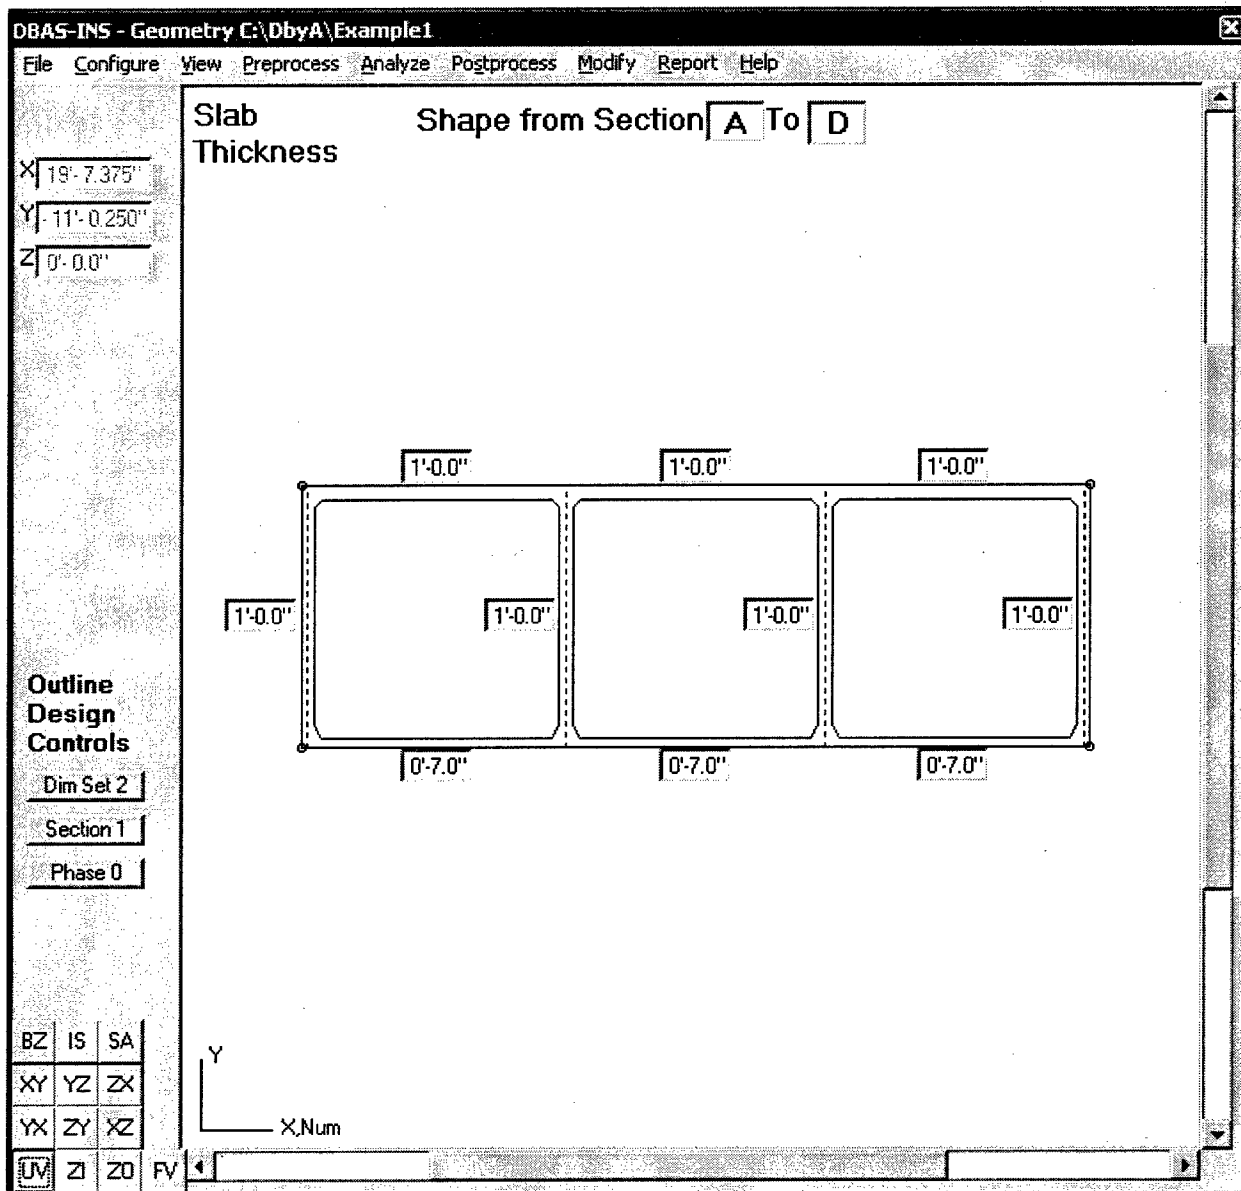 DBAS-INS - Geometry C:\DbyA\Example1
File Configure View Preprocess Analyze Postprocess Modify Report Help
Slab
Thickness
Shape from Section A To D
X 19'- 7.375"
Y - 11'- 0.250"
Z 0'- 0.0"
1'-0.0" 1'-0.0" 1'-0.0"
1'-0.0" 1'-0.0" 1'-0.0" 1'-0.0"
0'-7.0" 0'-7.0" 0'-7.0"
Outline
Design
Controls
Dim Set 2
Section 1
Phase 0
BZ IS SA
XY YZ ZX
YX ZY XZ
UV ZI ZO FV
Y
X,Num